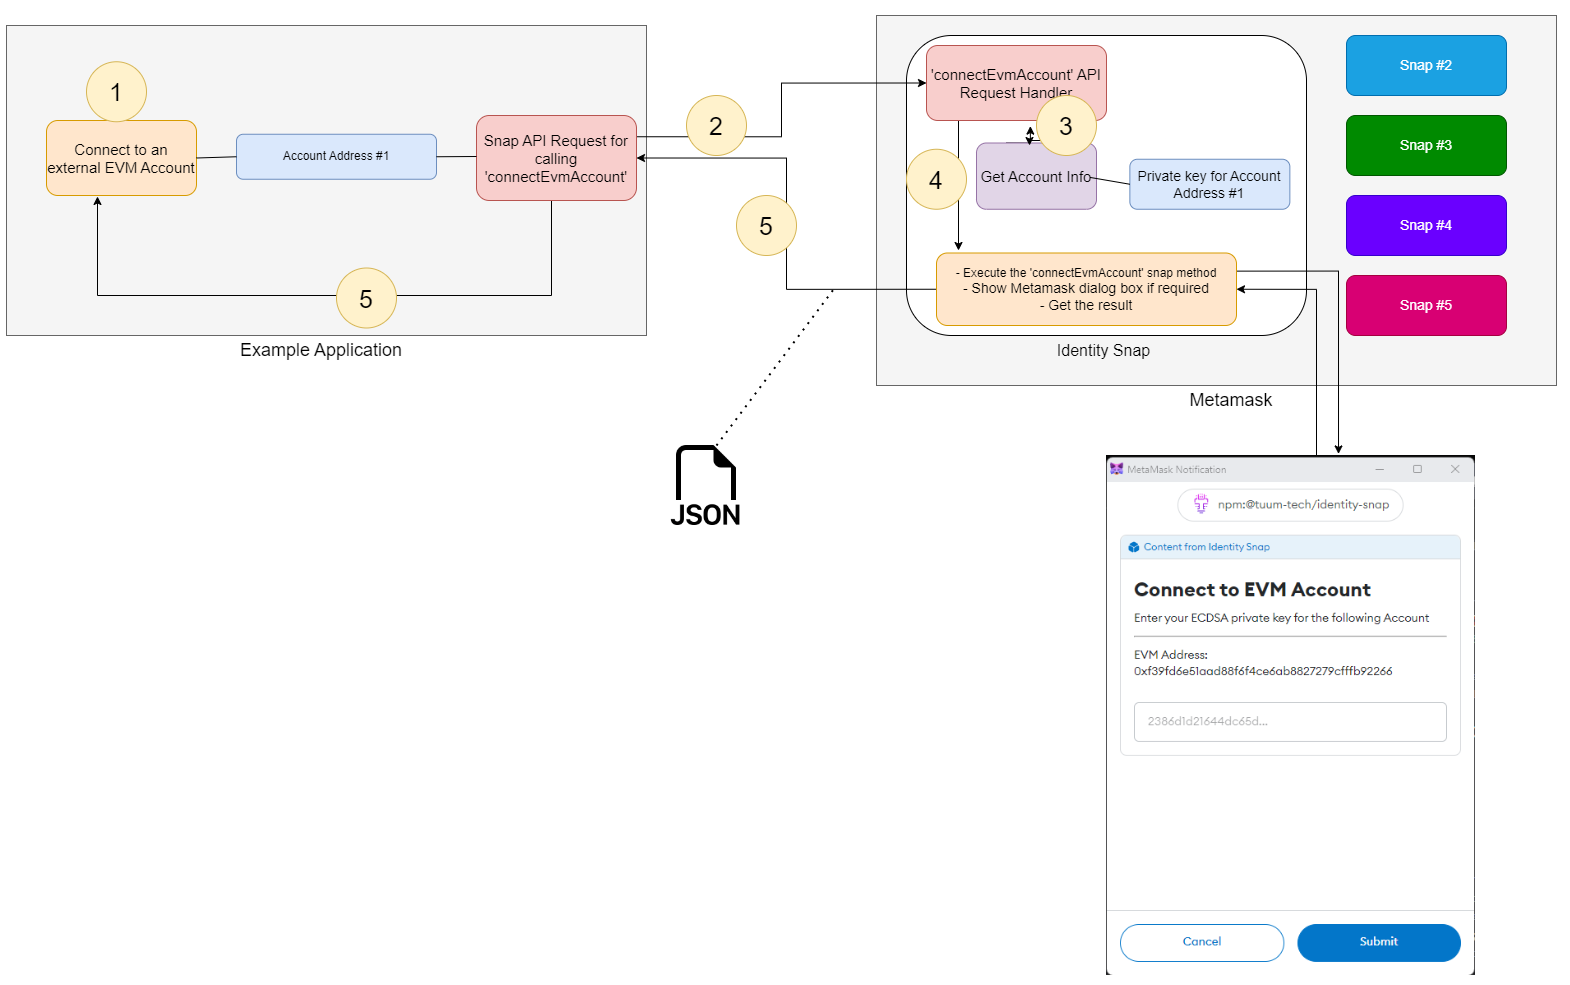 1
Connect to an
external EVM Account
Account Address #1
Snap API Request for
calling
'connectEvmAccount'
2
5
5
Example Application
'connectEvmAccount' API
Request Handler
3
4
Get Account Info
Private key for Account
Address #1
- Execute the 'connectEvmAccount' snap method
- Show Metamask dialog box if required
- Get the result
Identity Snap
Snap #2
Snap #3
Snap #4
Snap #5
Metamask
JSON
MetaMask Notification
npm:@tuum-tech/identity-snap
Content from Identity Snap
Connect to EVM Account
Enter your ECDSA private key for the following Account
EVM Address:
0xf39fd6e51aad88f6f4ce6ab8827279cfffb92266
2386d1d21644dc65d...
Cancel
Submit